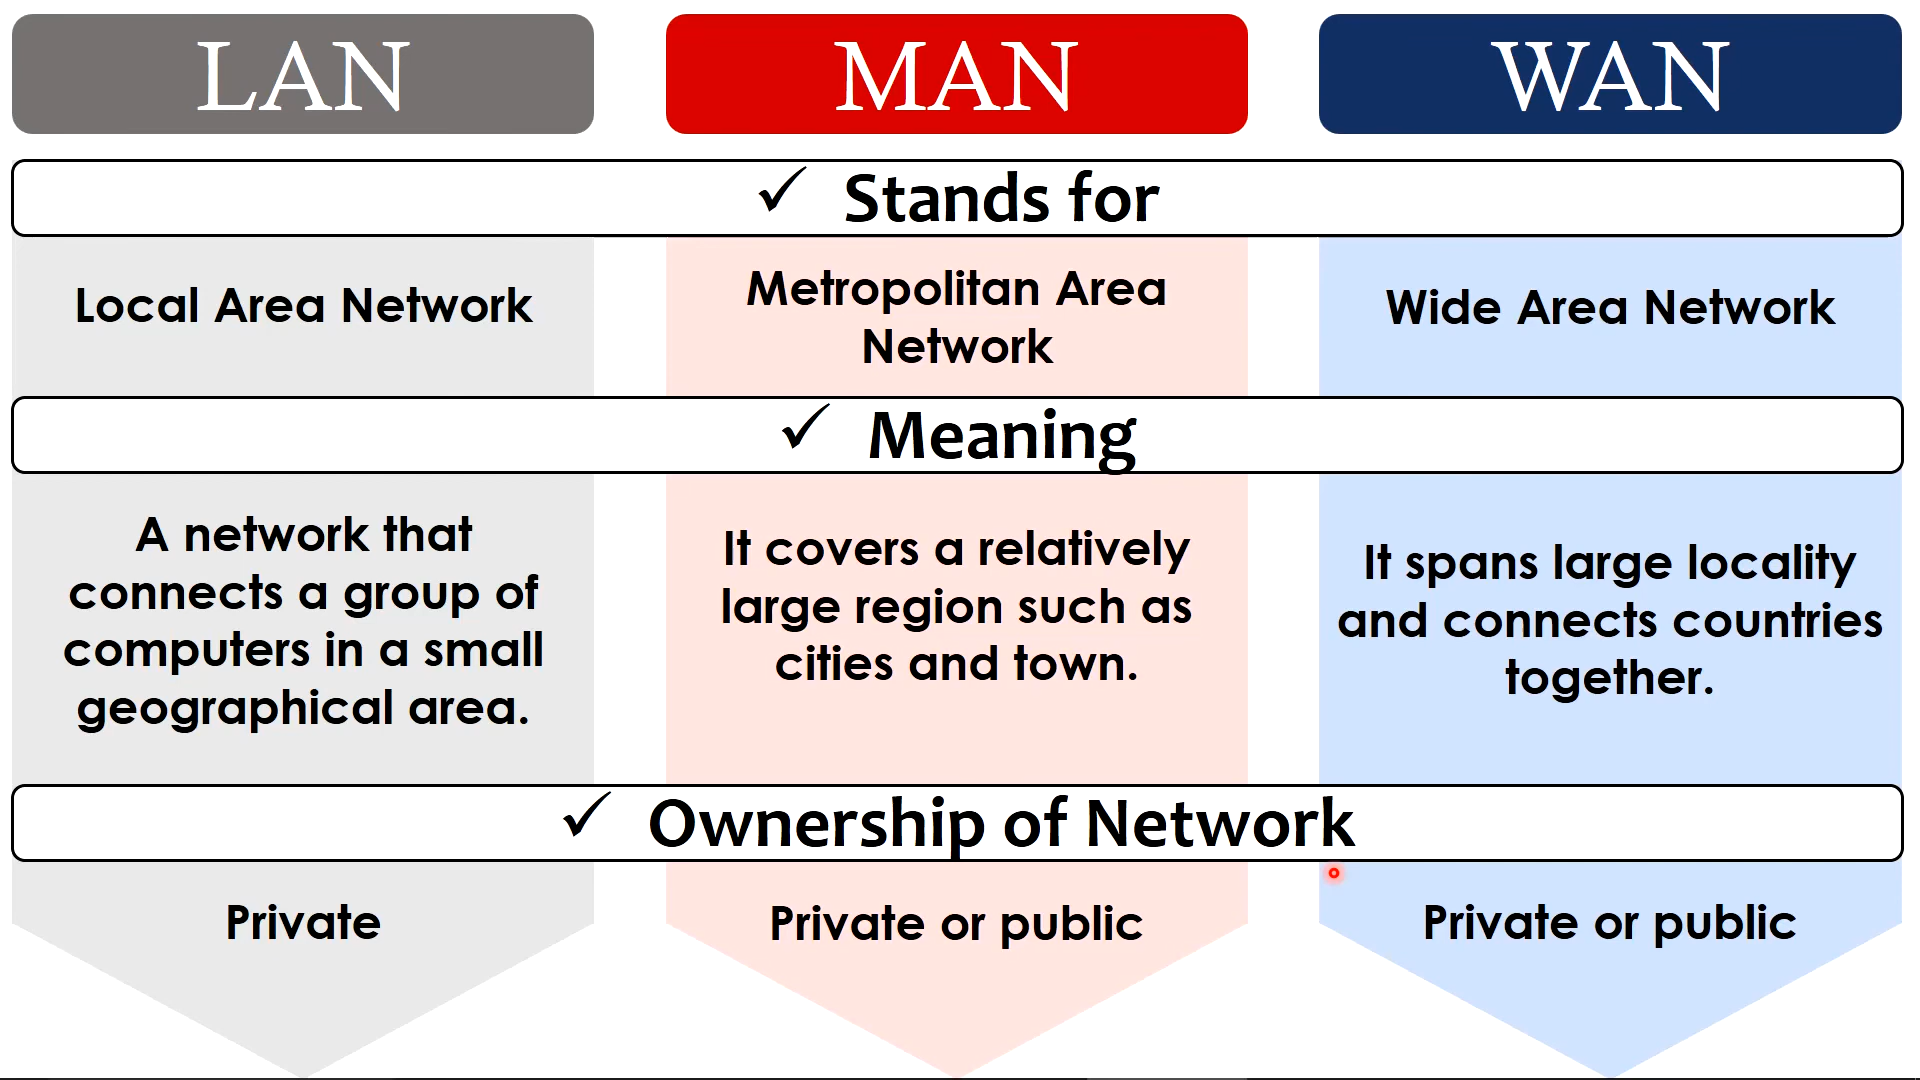 LAN
MAN
WAN
✓ Stands for
Local Area Network
Metropolitan Area
Network
Wide Area Network
✓ Meaning
A network that
connects a group of
computers in a small
geographical area.
It covers a relatively
large region such as
cities and town.
It spans large locality
and connects countries
together.
✓ Ownership of Network
Private
Private or public
Private or public